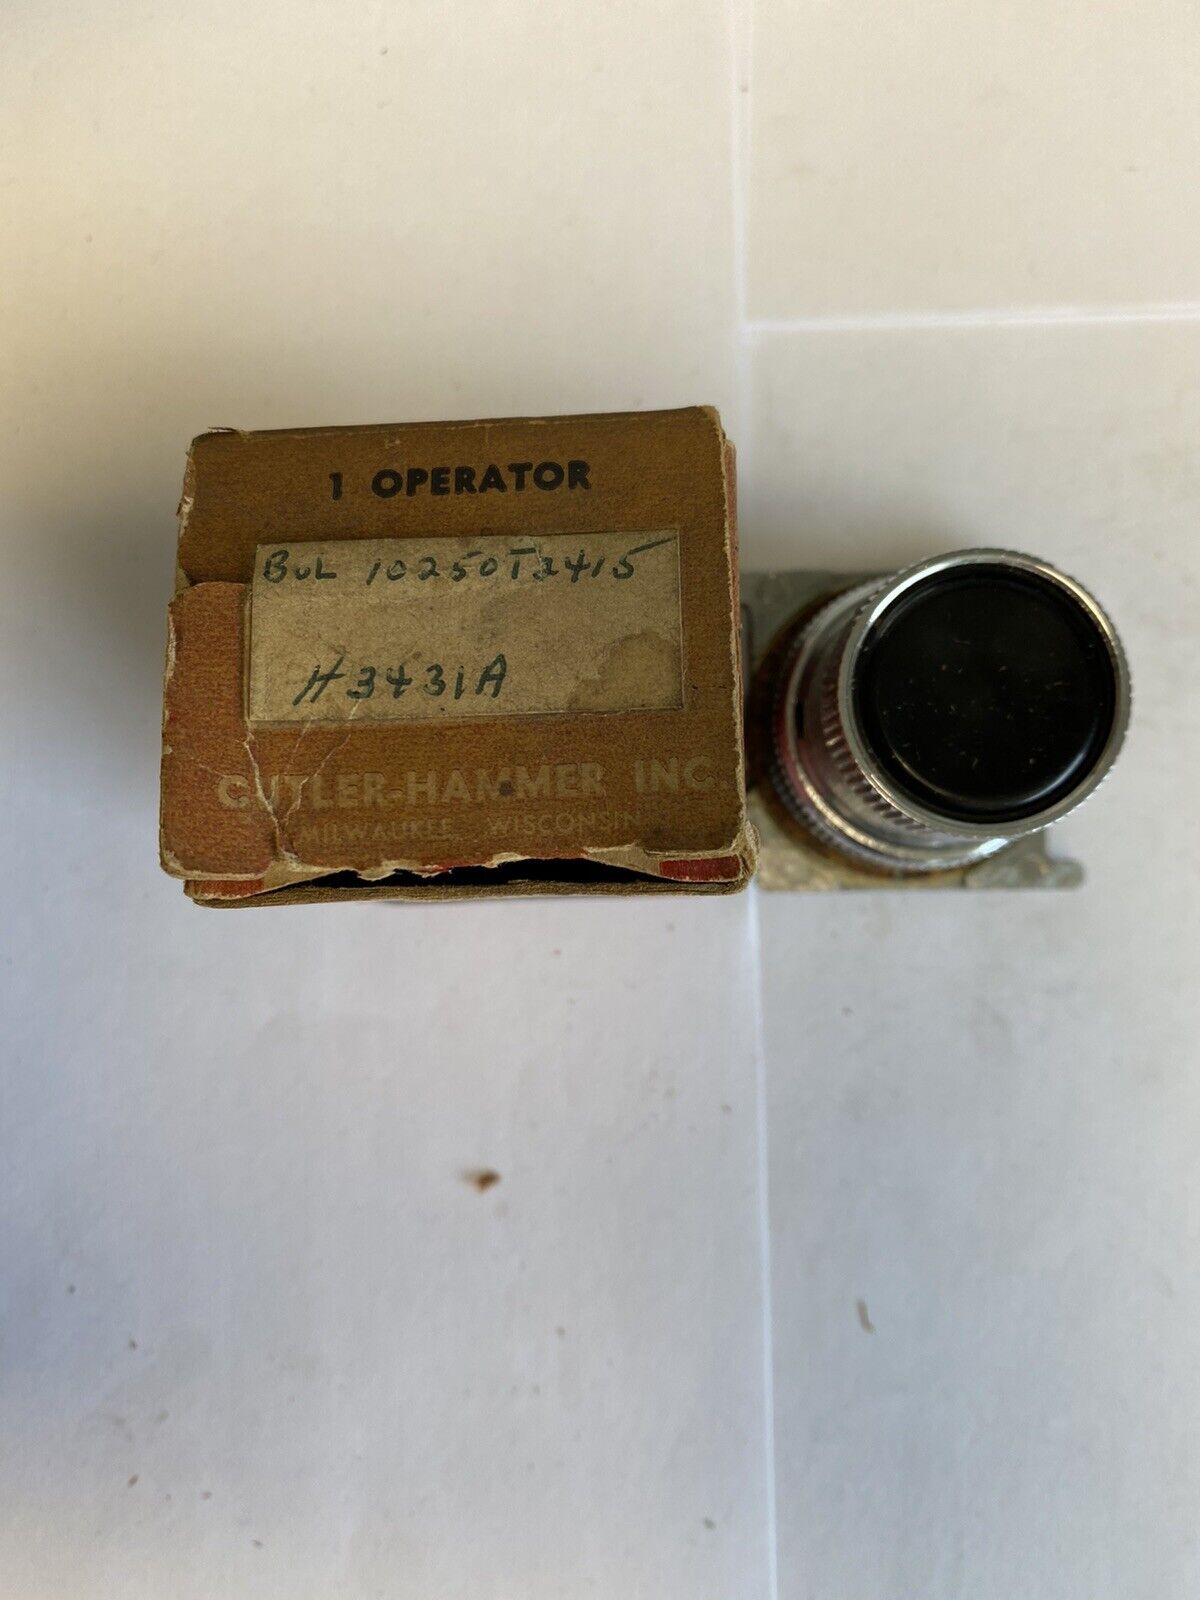 1 OPERATOR
BUL 10250T2415
H3431A
CUTLER-HAMMER INC.
MILWAUKEE WISCONSIN